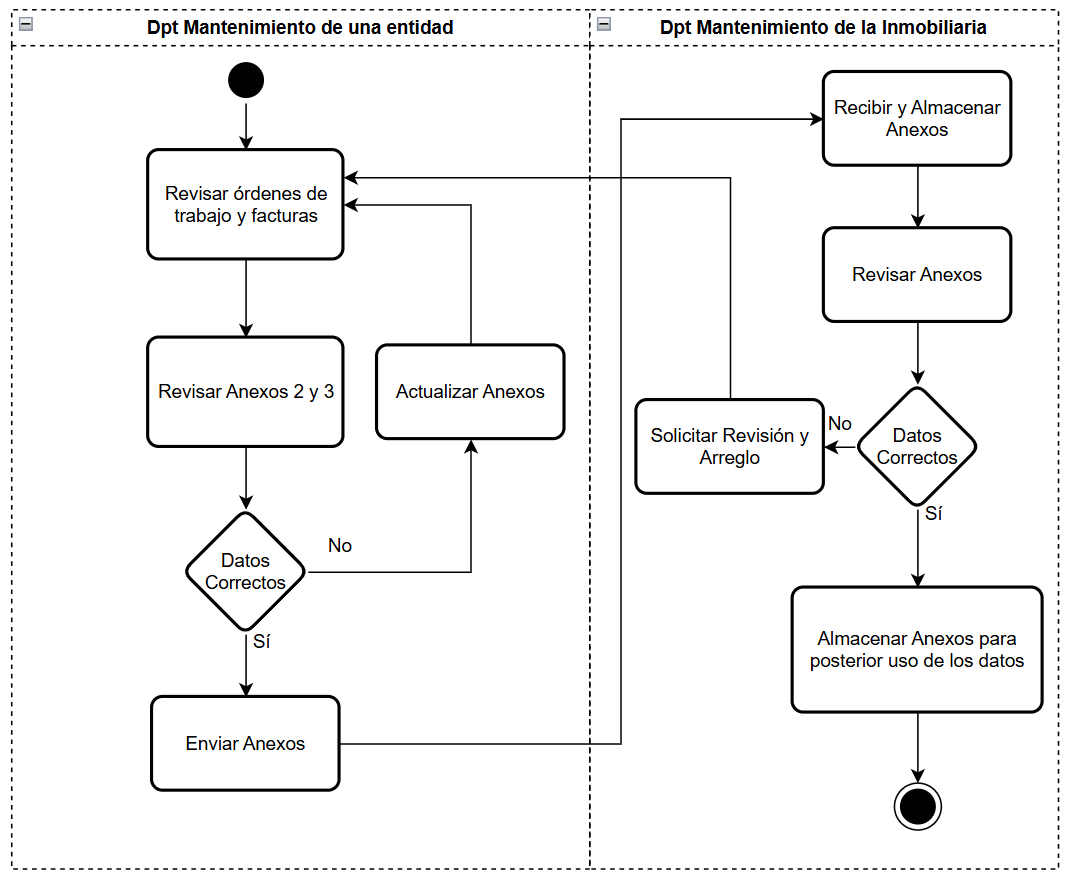 Dpt Mantenimiento de una entidad
Revisar órdenes de
trabajo y facturas
Revisar Anexos 2 y 3
Actualizar Anexos
Datos
Correctos
No
Sí
Enviar Anexos
Dpt Mantenimiento de la Inmobiliaria
Recibir y Almacenar
Anexos
Revisar Anexos
Datos
Correctos
No
Solicitar Revisión y
Arreglo
Sí
Almacenar Anexos para
posterior uso de los datos